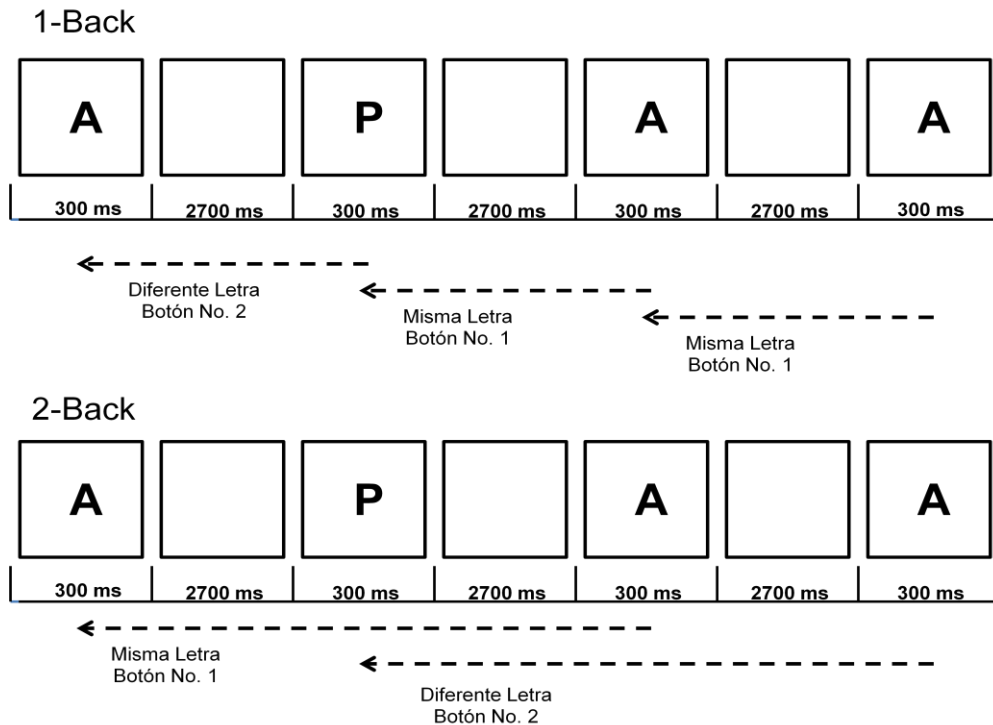 1-Back
A P A A
300 ms 2700 ms 300 ms 2700 ms 300 ms 2700 ms 300 ms
Diferente Letra
Botón No. 2
Misma Letra
Botón No. 1
Misma Letra
Botón No. 1
2-Back
A P A A
300 ms 2700 ms 300 ms 2700 ms 300 ms 2700 ms 300 ms
Misma Letra
Botón No. 1
Diferente Letra
Botón No. 2